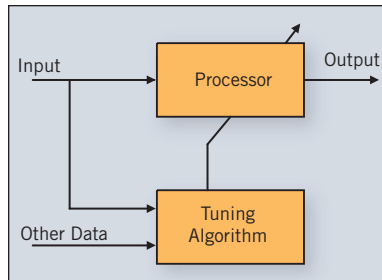 Input
Processor
Output
Other Data
Tuning
Algorithm